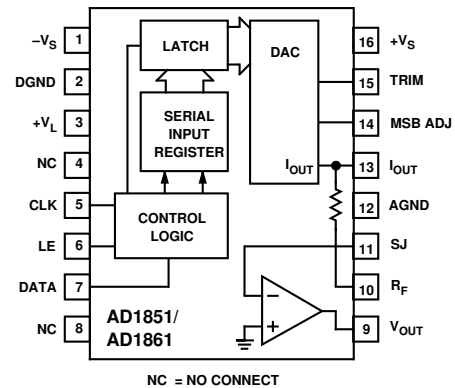 –VS 1
DGND 2
+VL 3
NC 4
CLK 5
LE 6
DATA 7
NC 8
LATCH
SERIAL
INPUT
REGISTER
CONTROL
LOGIC
DAC
IOUT
–
+
AD1851/
AD1861
16 +VS
15 TRIM
14 MSB ADJ
13 IOUT
12 AGND
11 SJ
10 RF
9 VOUT
NC = NO CONNECT